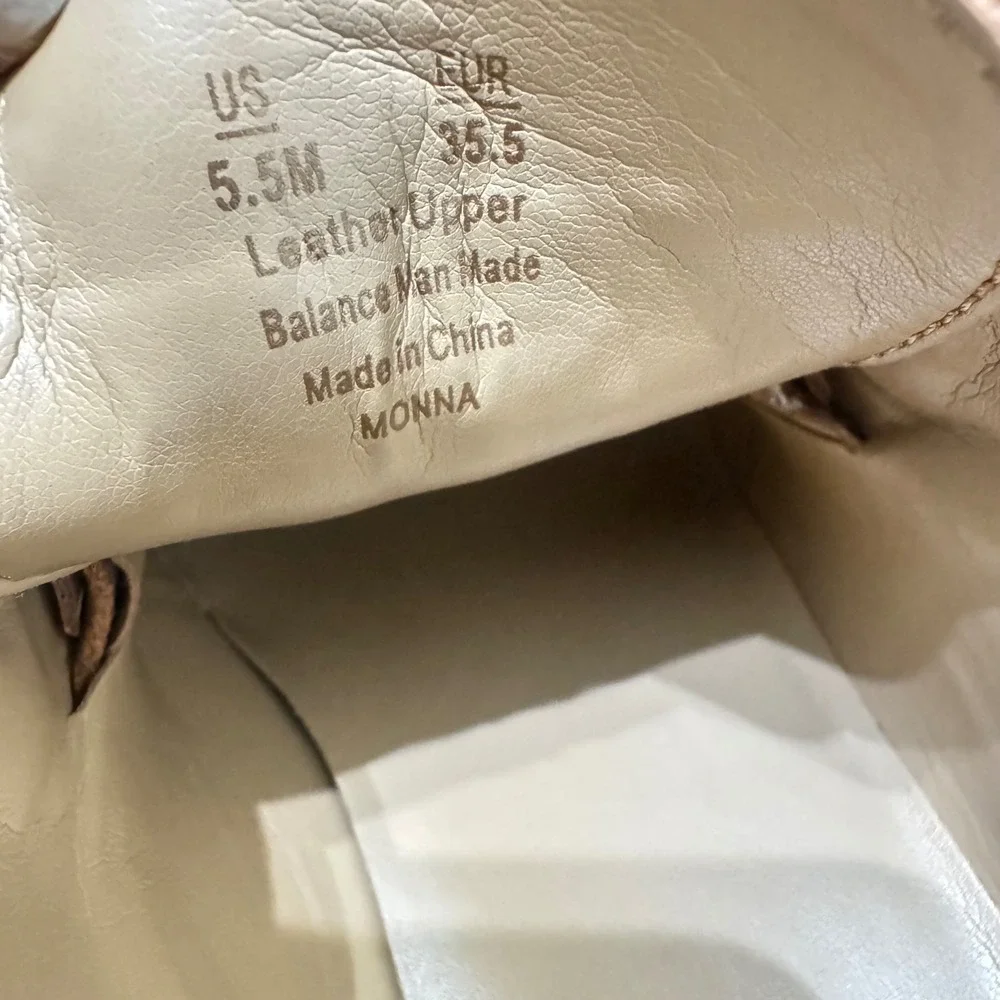 US EUR
5.5M 35.5
Leather Upper
Balance Man Made
Made in China
MONNA